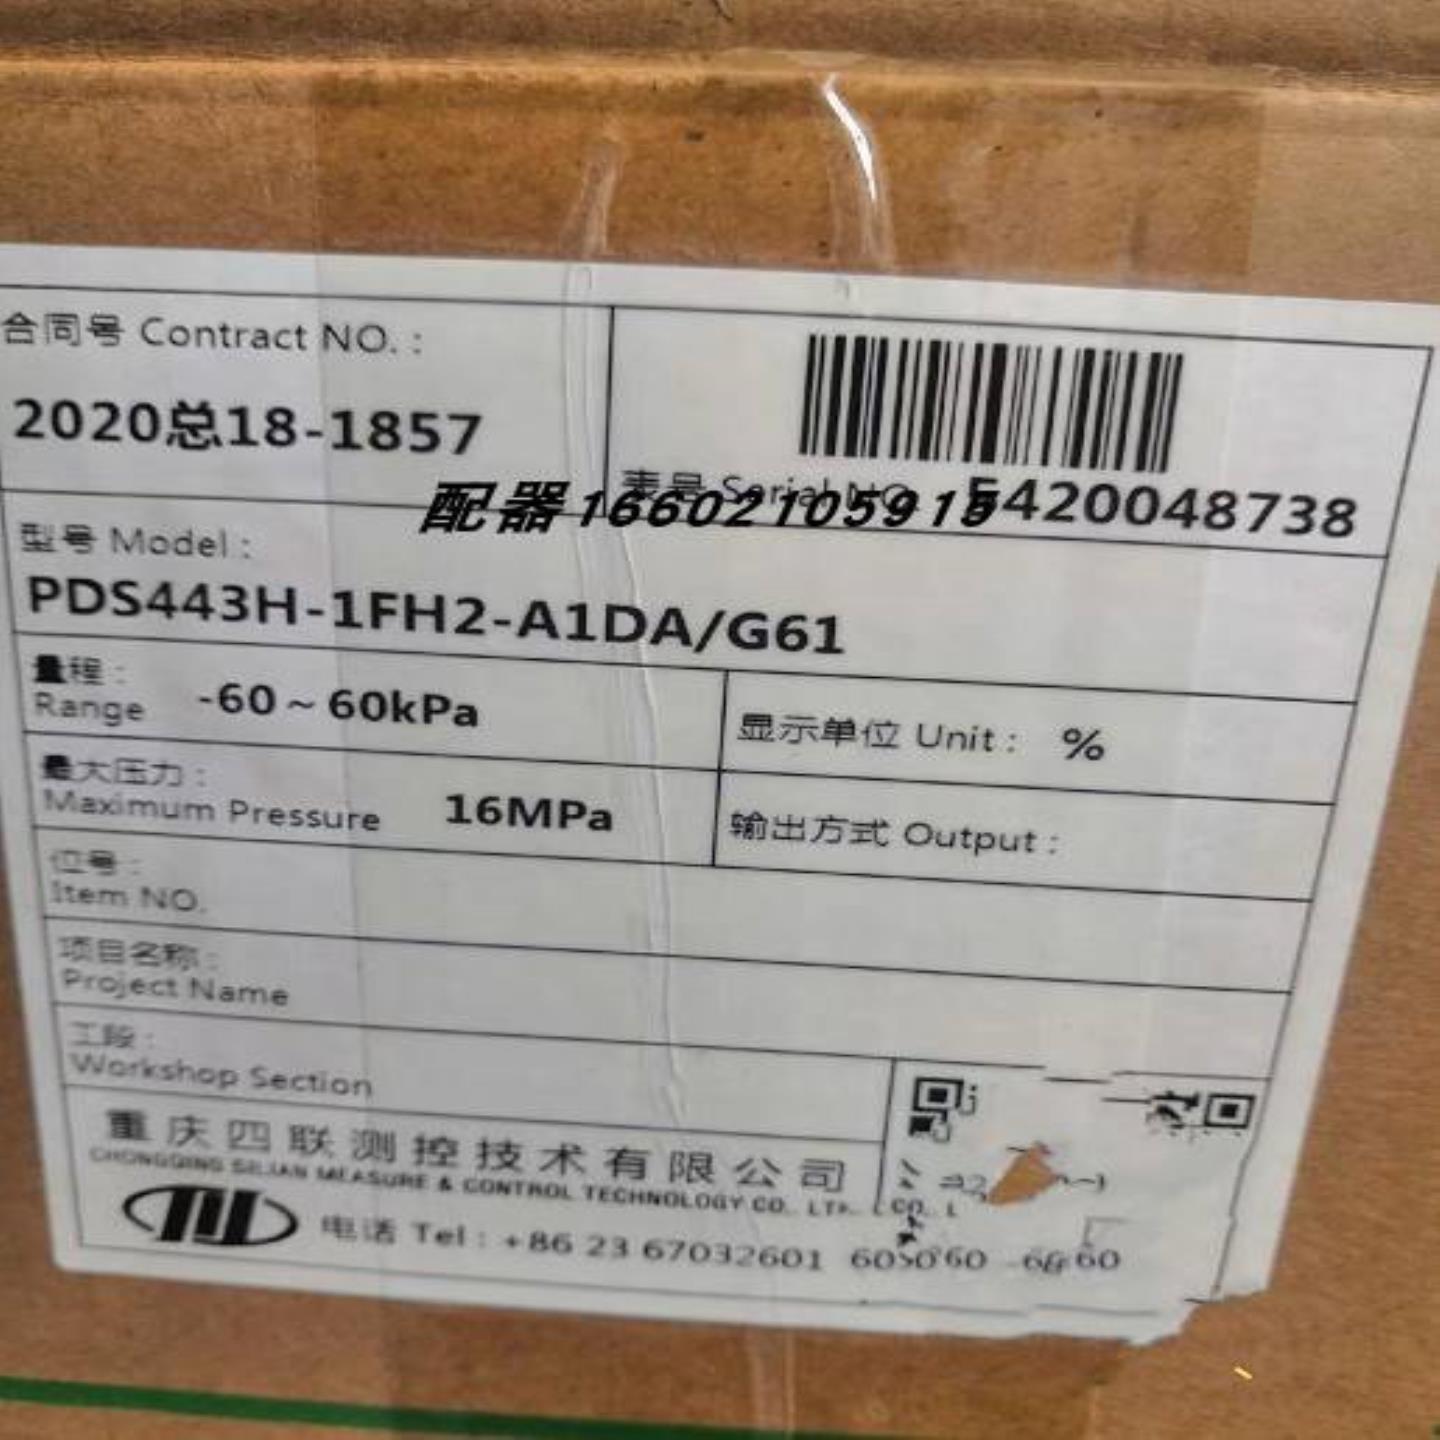 合同号 Contract NO. :
2020总18-1857
表号 Serial NO. 5420048738
配器16602105915
型号 Model :
PDS443H-1FH2-A1DA/G61
量程 :
Range -60~60kPa
显示单位 Unit : %
最大压力 :
Maximum Pressure 16MPa
输出方式 Output :
位号 :
Item NO.
项目名称 :
Project Name
工段 :
Workshop Section
重庆四联测控技术有限公司
CHONGQING SILIAN MEASURE & CONTROL TECHNOLOGY CO., LTD.
电话 Tel : +86 23 67032601